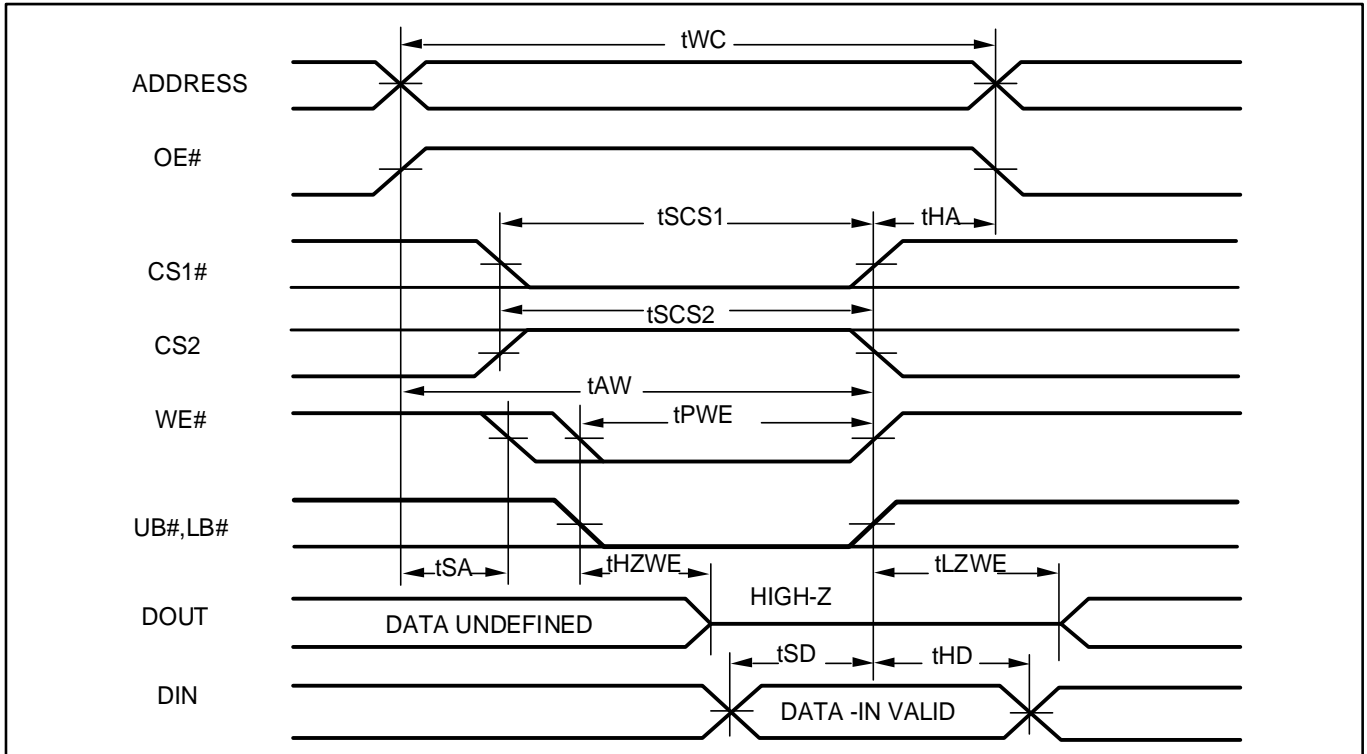 tWC
ADDRESS
OE#
tSCS1
tHA
CS1#
tSCS2
CS2
tAW
WE#
tPWE
UB#,LB#
tSA
tHZWE
tLZWE
HIGH-Z
DOUT
DATA UNDEFINED
tSD
tHD
DIN
DATA -IN VALID